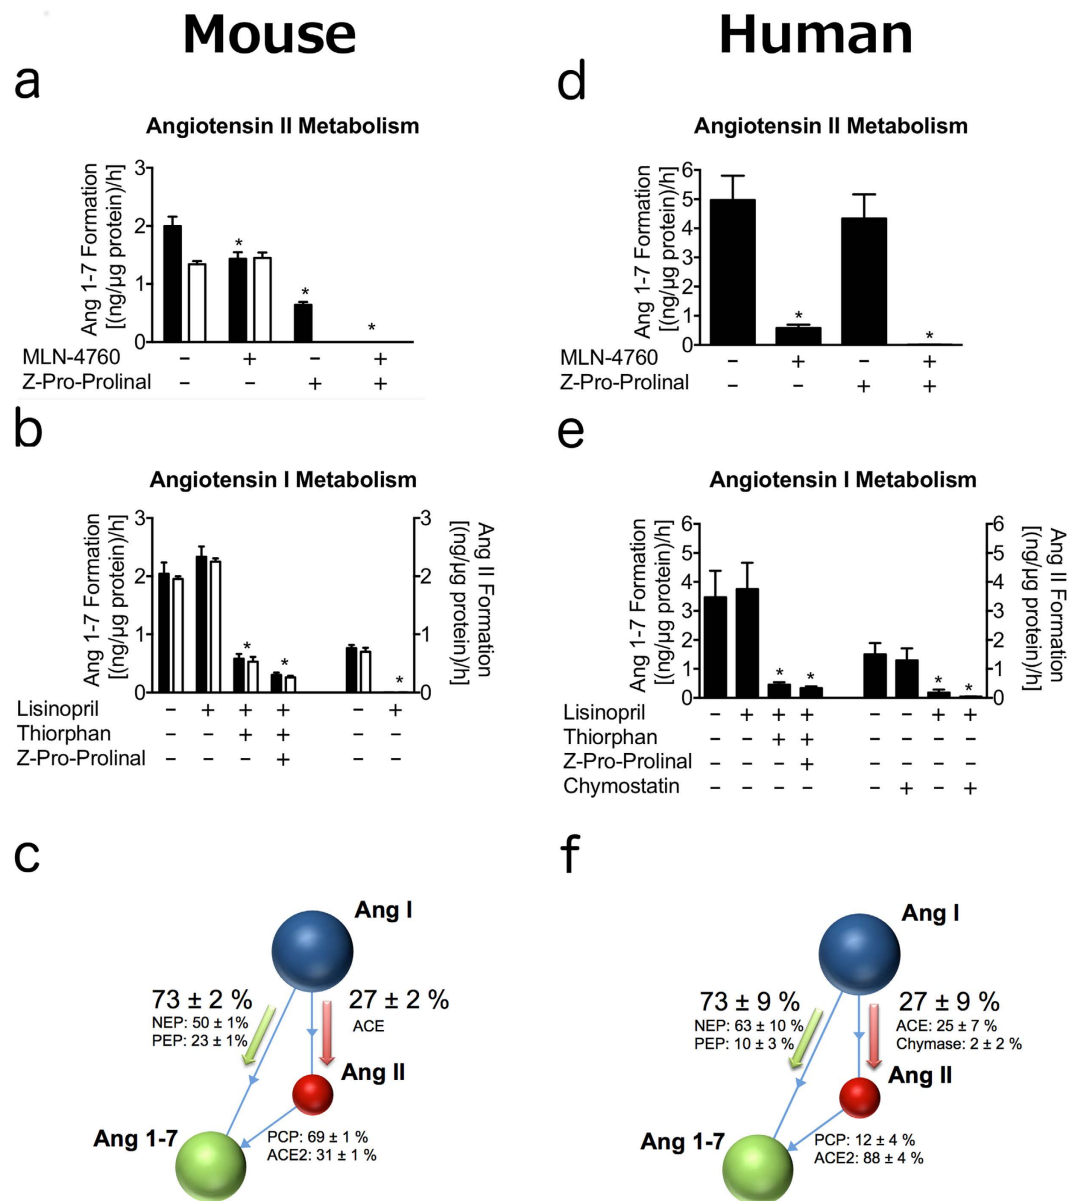 Mouse
Human
a
Angiotensin II Metabolism
Ang 1-7 Formation
[(ng/µg protein)/h]
3
2
1
0
* * *
MLN-4760 – + – +
Z-Pro-Prolinal – – + +
d
Angiotensin II Metabolism
Ang 1-7 Formation
[(ng/µg protein)/h]
6
5
4
3
2
1
0
* *
MLN-4760 – + – +
Z-Pro-Prolinal – – + +
b
Angiotensin I Metabolism
Ang 1-7 Formation
[(ng/µg protein)/h]
3
2
1
0
* * *
3
2
1
0
Ang II Formation
[(ng/µg protein)/h]
Lisinopril – + + + – +
Thiorphan – – + + – –
Z-Pro-Prolinal – – – + – –
e
Angiotensin I Metabolism
Ang 1-7 Formation
[(ng/µg protein)/h]
6
5
4
3
2
1
0
* * * *
6
5
4
3
2
1
0
Ang II Formation
[(ng/µg protein)/h]
Lisinopril – + + + – – + +
Thiorphan – – + + – – – –
Z-Pro-Prolinal – – – + – – – –
Chymostatin – – – – – + – +
c
Ang I
73 ± 2 %
NEP: 50 ± 1%
PEP: 23 ± 1%
27 ± 2 %
ACE
Ang II
Ang 1-7
PCP: 69 ± 1 %
ACE2: 31 ± 1 %
f
Ang I
73 ± 9 %
NEP: 63 ± 10 %
PEP: 10 ± 3 %
27 ± 9 %
ACE: 25 ± 7 %
Chymase: 2 ± 2 %
Ang II
Ang 1-7
PCP: 12 ± 4 %
ACE2: 88 ± 4 %